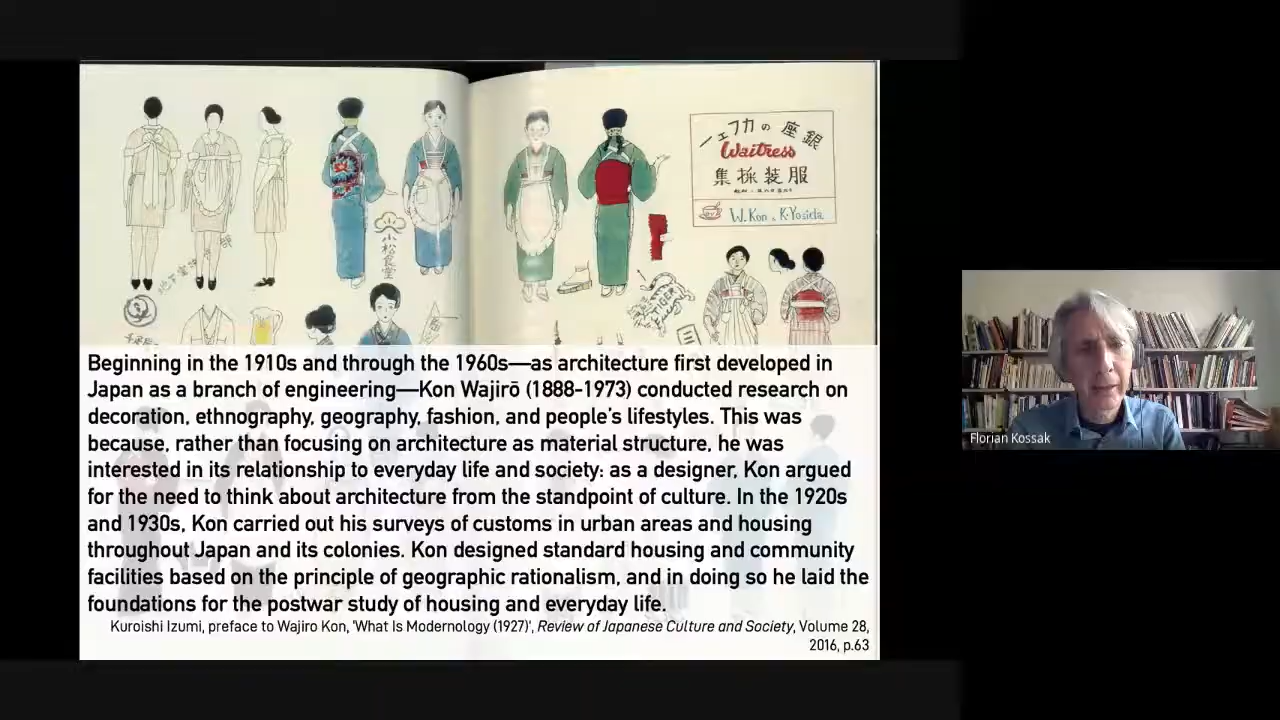 銀座のカフェー
Waitress
服装採集
W. Kon & K. Yosida
小松食堂
TIGER
Beginning in the 1910s and through the 1960s—as architecture first developed in
Japan as a branch of engineering—Kon Wajirō (1888-1973) conducted research on
decoration, ethnography, geography, fashion, and people's lifestyles. This was
because, rather than focusing on architecture as material structure, he was
interested in its relationship to everyday life and society: as a designer, Kon argued
for the need to think about architecture from the standpoint of culture. In the 1920s
and 1930s, Kon carried out his surveys of customs in urban areas and housing
throughout Japan and its colonies. Kon designed standard housing and community
facilities based on the principle of geographic rationalism, and in doing so he laid the
foundations for the postwar study of housing and everyday life.
Kuroishi Izumi, preface to Wajiro Kon, 'What Is Modernology (1927)', Review of Japanese Culture and Society, Volume 28,
2016, p.63
Florian Kossak